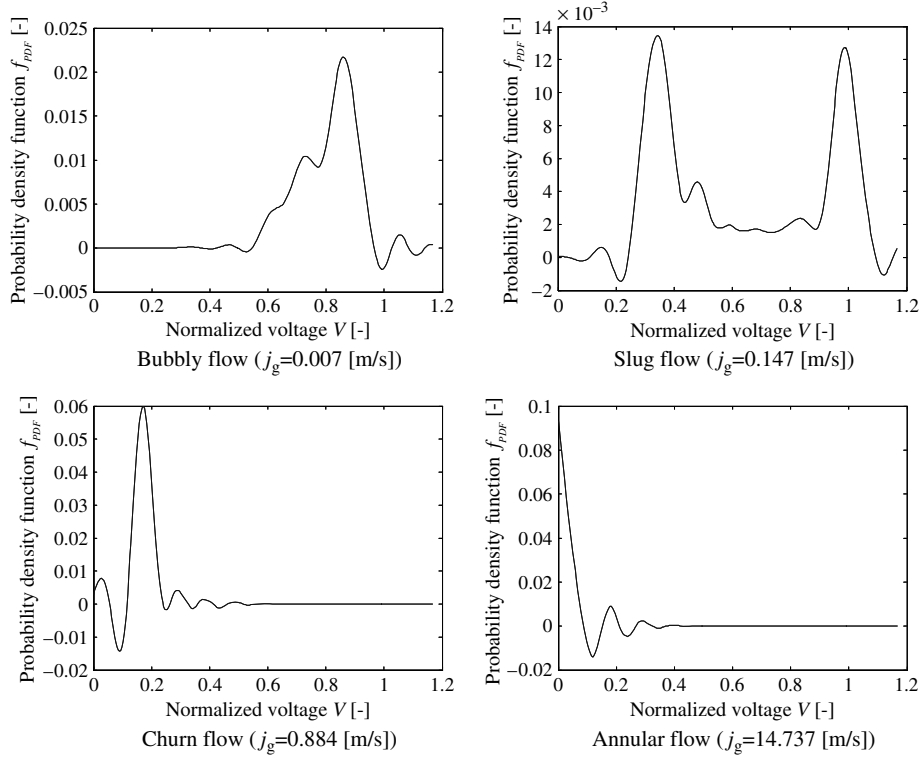 Probability density function f_PDF [-]
0.025
0.02
0.015
0.01
0.005
0
−0.005
0 0.2 0.4 0.6 0.8 1 1.2
Normalized voltage V [-]
Bubbly flow ( j_g=0.007 [m/s])
× 10⁻³
Probability density function f_PDF [-]
14
12
10
8
6
4
2
0
−2
0 0.2 0.4 0.6 0.8 1 1.2
Normalized voltage V [-]
Slug flow ( j_g=0.147 [m/s])
Probability density function f_PDF [-]
0.06
0.05
0.04
0.03
0.02
0.01
0
−0.01
−0.02
0 0.2 0.4 0.6 0.8 1 1.2
Normalized voltage V [-]
Churn flow ( j_g=0.884 [m/s])
Probability density function f_PDF [-]
0.1
0.08
0.06
0.04
0.02
0
−0.02
0 0.2 0.4 0.6 0.8 1 1.2
Normalized voltage V [-]
Annular flow ( j_g=14.737 [m/s])